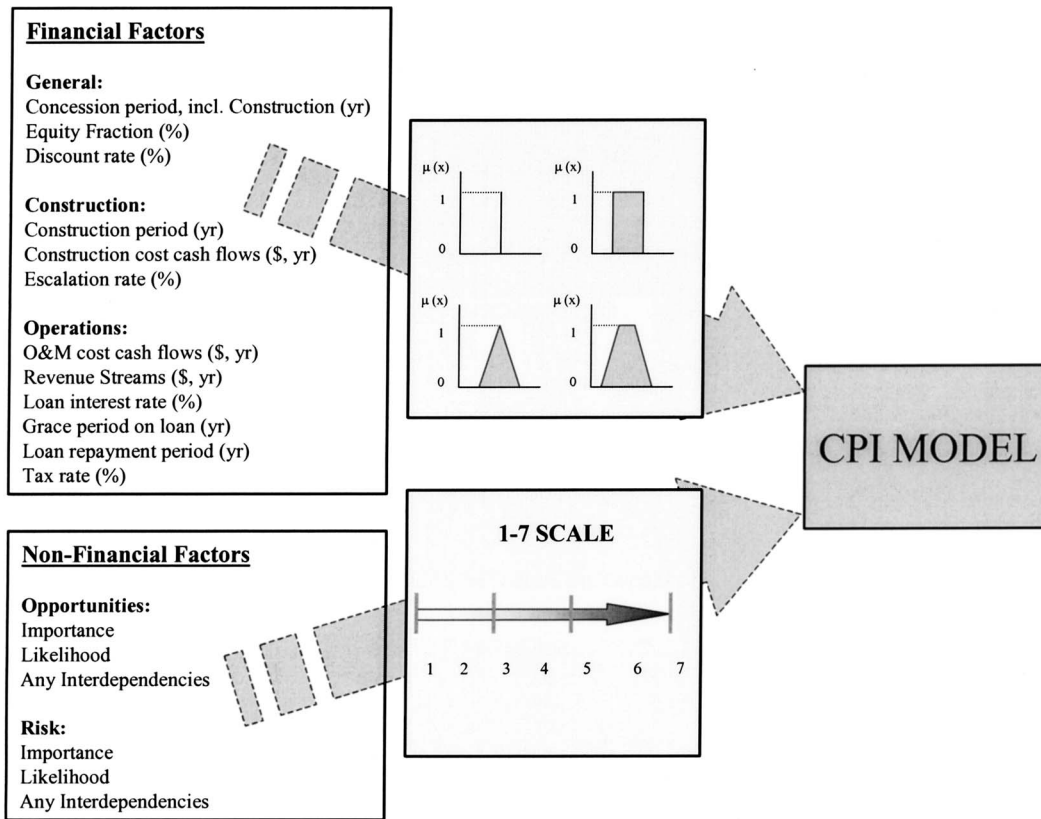 Financial Factors
General:
Concession period, incl. Construction (yr)
Equity Fraction (%)
Discount rate (%)
Construction:
Construction period (yr)
Construction cost cash flows ($, yr)
Escalation rate (%)
Operations:
O&M cost cash flows ($, yr)
Revenue Streams ($, yr)
Loan interest rate (%)
Grace period on loan (yr)
Loan repayment period (yr)
Tax rate (%)
μ (x)
1
0
μ (x)
1
0
μ (x)
1
0
μ (x)
1
0
CPI MODEL
Non-Financial Factors
Opportunities:
Importance
Likelihood
Any Interdependencies
Risk:
Importance
Likelihood
Any Interdependencies
1-7 SCALE
1 2 3 4 5 6 7